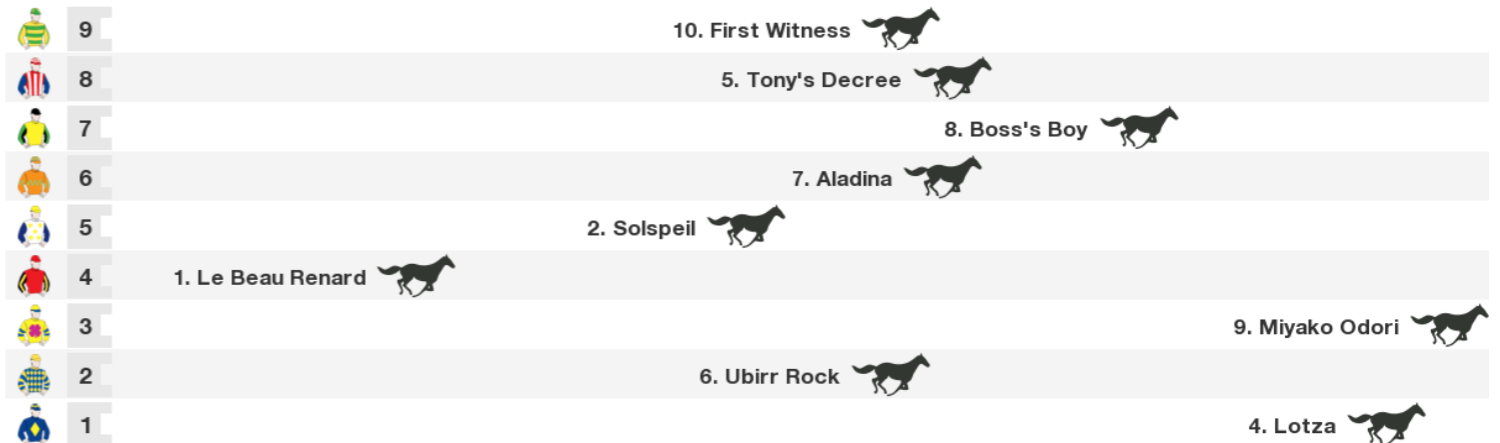 9 10. First Witness
8 5. Tony's Decree
7 8. Boss's Boy
6 7. Aladina
5 2. Solspeil
4 1. Le Beau Renard
3 9. Miyako Odori
2 6. Ubirr Rock
1 4. Lotza